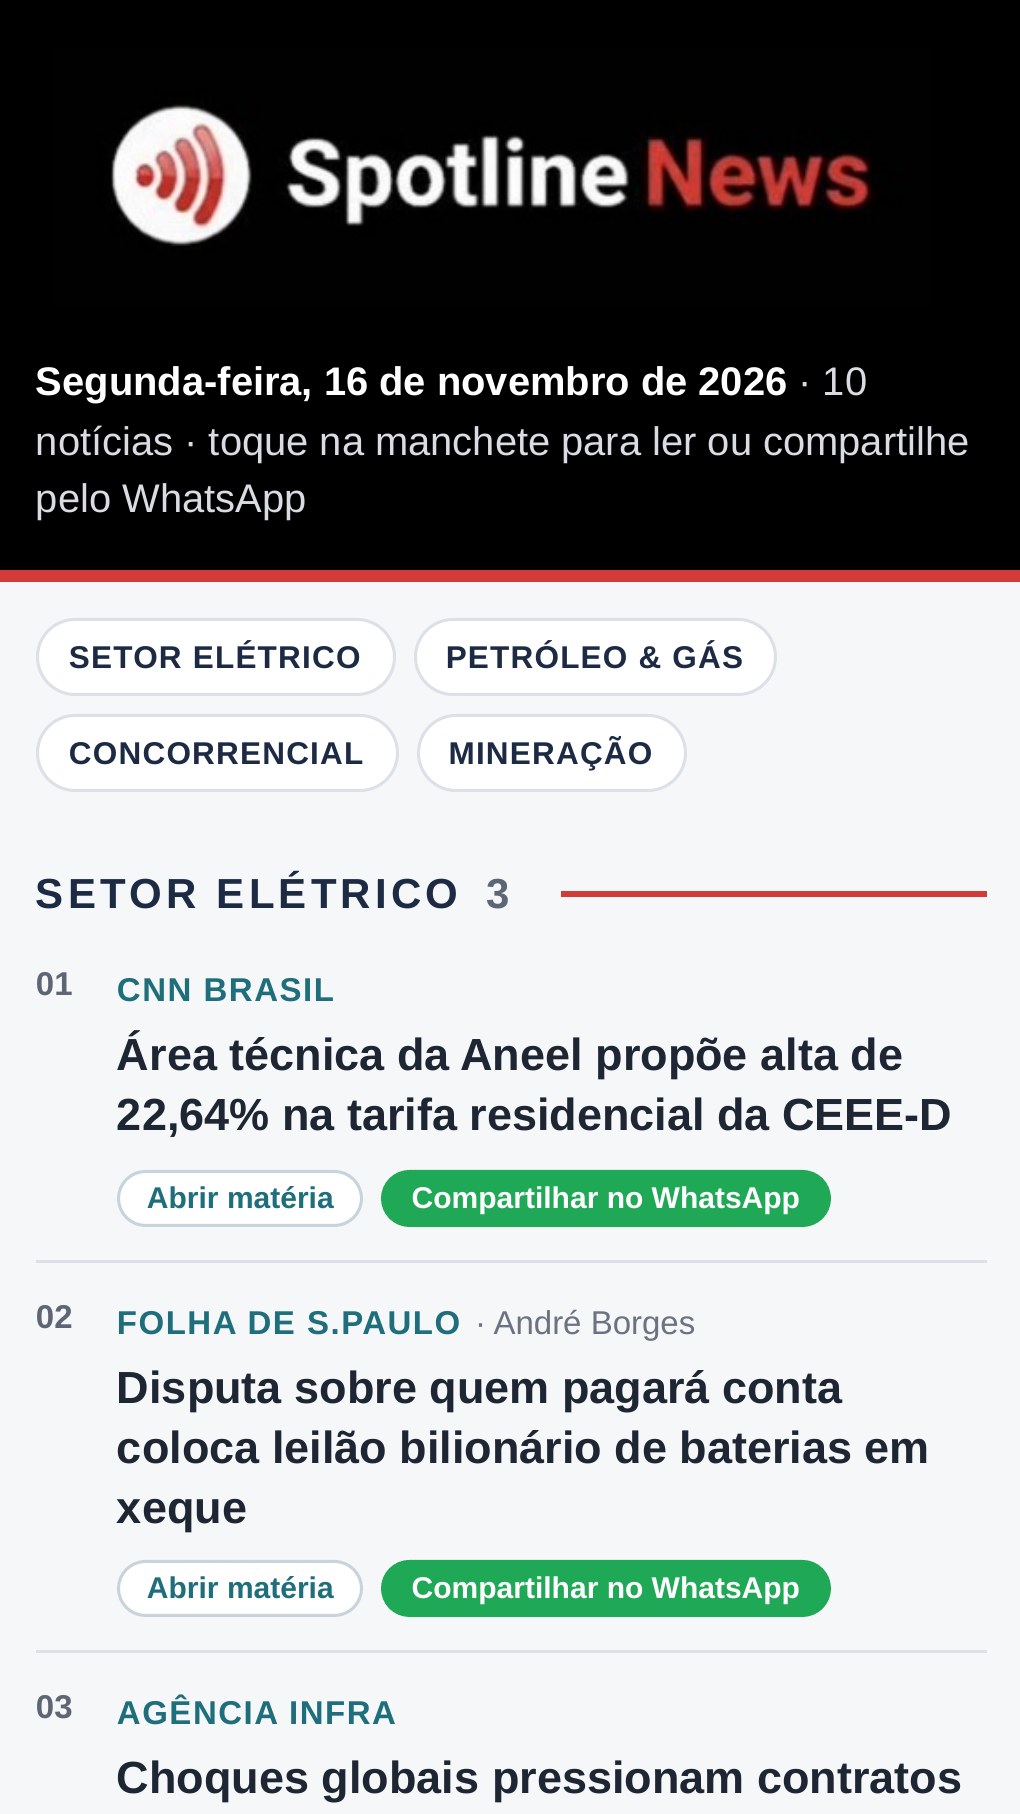 Spotline News
Segunda-feira, 16 de novembro de 2026 · 10
notícias · toque na manchete para ler ou compartilhe
pelo WhatsApp
SETOR ELÉTRICO
PETRÓLEO & GÁS
CONCORRENCIAL
MINERAÇÃO
SETOR ELÉTRICO 3
01 CNN BRASIL
Área técnica da Aneel propõe alta de
22,64% na tarifa residencial da CEEE-D
Abrir matéria
Compartilhar no WhatsApp
02 FOLHA DE S.PAULO · André Borges
Disputa sobre quem pagará conta
coloca leilão bilionário de baterias em
xeque
Abrir matéria
Compartilhar no WhatsApp
03 AGÊNCIA INFRA
Choques globais pressionam contratos